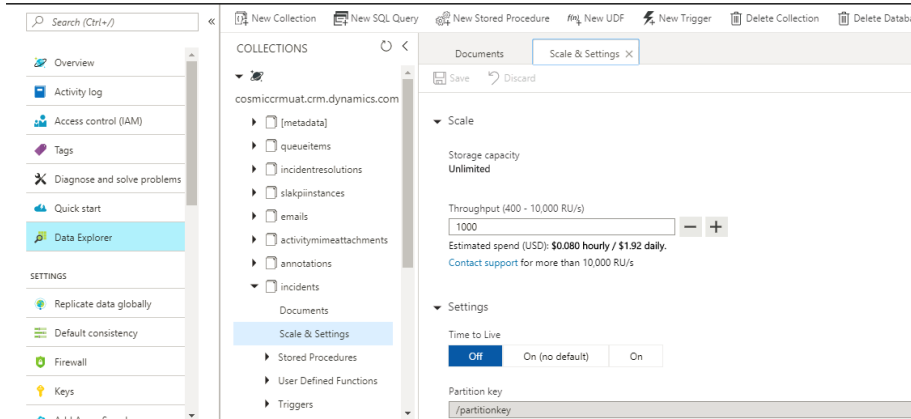 Search (Ctrl+/)
«
Overview
Activity log
Access control (IAM)
Tags
Diagnose and solve problems
Quick start
Data Explorer
SETTINGS
Replicate data globally
Default consistency
Firewall
Keys
New Collection
New SQL Query
New Stored Procedure
New UDF
New Trigger
Delete Collection
Delete Databa
COLLECTIONS
cosmiccrmuat.crm.dynamics.com
[metadata]
queueitems
incidentresolutions
slakpiinstances
emails
activitymimeattachments
annotations
incidents
Documents
Scale & Settings
Stored Procedures
User Defined Functions
Triggers
Documents
Scale & Settings
Save
Discard
Scale
Storage capacity
Unlimited
Throughput (400 - 10,000 RU/s)
1000
Estimated spend (USD): $0.080 hourly / $1.92 daily.
Contact support for more than 10,000 RU/s
Settings
Time to Live
Off
On (no default)
On
Partition key
/partitionkey